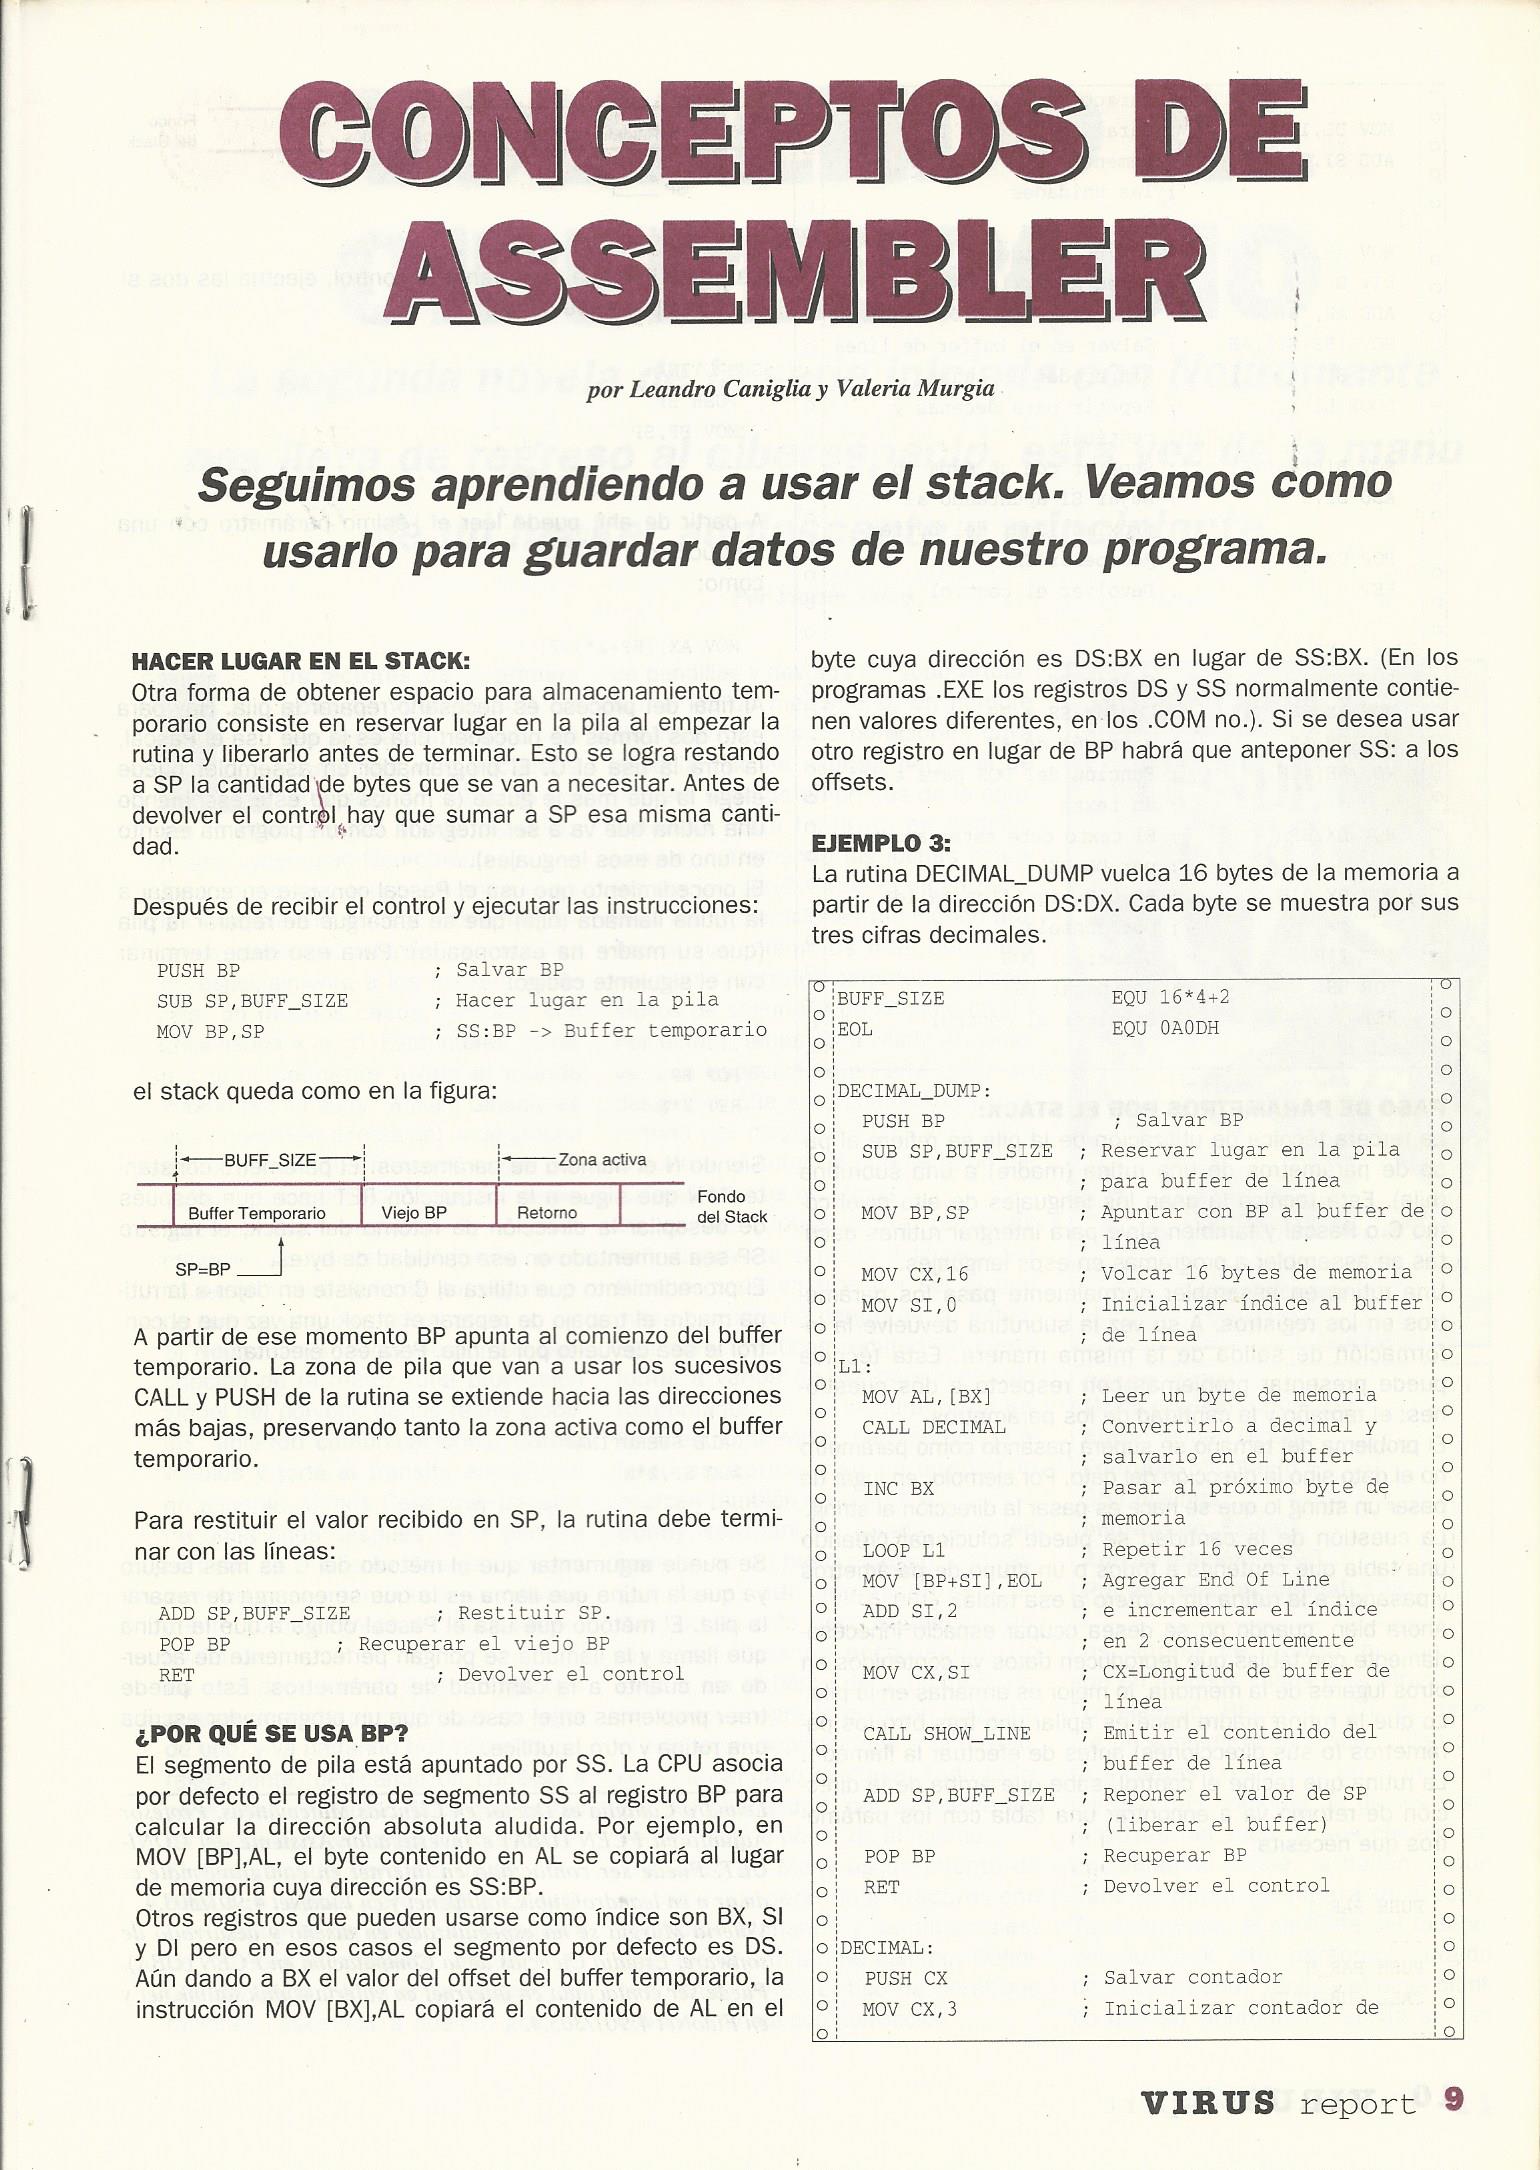 CONCEPTOS DE
ASSEMBLER
por Leandro Caniglia y Valeria Murgia
Seguimos aprendiendo a usar el stack. Veamos como
usarlo para guardar datos de nuestro programa.
HACER LUGAR EN EL STACK:
Otra forma de obtener espacio para almacenamiento tem-
porario consiste en reservar lugar en la pila al empezar la
rutina y liberarlo antes de terminar. Esto se logra restando
a SP la cantidad de bytes que se van a necesitar. Antes de
devolver el control hay que sumar a SP esa misma canti-
dad.
Después de recibir el control y ejecutar las instrucciones:
PUSH BP ; Salvar BP
SUB SP,BUFF_SIZE ; Hacer lugar en la pila
MOV BP,SP ; SS:BP -> Buffer temporario
el stack queda como en la figura:
BUFF_SIZE Zona activa
Buffer Temporario Viejo BP Retorno Fondo
del Stack
SP=BP
A partir de ese momento BP apunta al comienzo del buffer
temporario. La zona de pila que van a usar los sucesivos
CALL y PUSH de la rutina se extiende hacia las direcciones
más bajas, preservando tanto la zona activa como el buffer
temporario.
Para restituir el valor recibido en SP, la rutina debe termi-
nar con las líneas:
ADD SP,BUFF_SIZE ; Restituir SP.
POP BP ; Recuperar el viejo BP
RET ; Devolver el control
¿POR QUÉ SE USA BP?
El segmento de pila está apuntado por SS. La CPU asocia
por defecto el registro de segmento SS al registro BP para
calcular la dirección absoluta aludida. Por ejemplo, en
MOV [BP],AL, el byte contenido en AL se copiará al lugar
de memoria cuya dirección es SS:BP.
Otros registros que pueden usarse como índice son BX, SI
y DI pero en esos casos el segmento por defecto es DS.
Aún dando a BX el valor del offset del buffer temporario, la
instrucción MOV [BX],AL copiará el contenido de AL en el
byte cuya dirección es DS:BX en lugar de SS:BX. (En los
programas .EXE los registros DS y SS normalmente contie-
nen valores diferentes, en los .COM no.). Si se desea usar
otro registro en lugar de BP habrá que anteponer SS: a los
offsets.
EJEMPLO 3:
La rutina DECIMAL_DUMP vuelca 16 bytes de la memoria a
partir de la dirección DS:DX. Cada byte se muestra por sus
tres cifras decimales.
BUFF_SIZE EQU 16*4+2
EOL EQU 0A0DH
DECIMAL_DUMP:
PUSH BP ; Salvar BP
SUB SP,BUFF_SIZE ; Reservar lugar en la pila
; para buffer de línea
MOV BP,SP ; Apuntar con BP al buffer de
; línea
MOV CX,16 ; Volcar 16 bytes de memoria
MOV SI,0 ; Inicializar índice al buffer
; de línea
L1:
MOV AL,[BX] ; Leer un byte de memoria
CALL DECIMAL ; Convertirlo a decimal y
; salvarlo en el buffer
INC BX ; Pasar al próximo byte de
; memoria
LOOP L1 ; Repetir 16 veces
MOV [BP+SI],EOL ; Agregar End Of Line
ADD SI,2 ; e incrementar el índice
; en 2 consecuentemente
MOV CX,SI ; CX=Longitud de buffer de
; línea
CALL SHOW_LINE ; Emitir el contenido del
; buffer de línea
ADD SP,BUFF_SIZE ; Reponer el valor de SP
; (liberar el buffer)
POP BP ; Recuperar BP
RET ; Devolver el control
DECIMAL:
PUSH CX ; Salvar contador
MOV CX,3 ; Inicializar contador de
VIRUS report 9